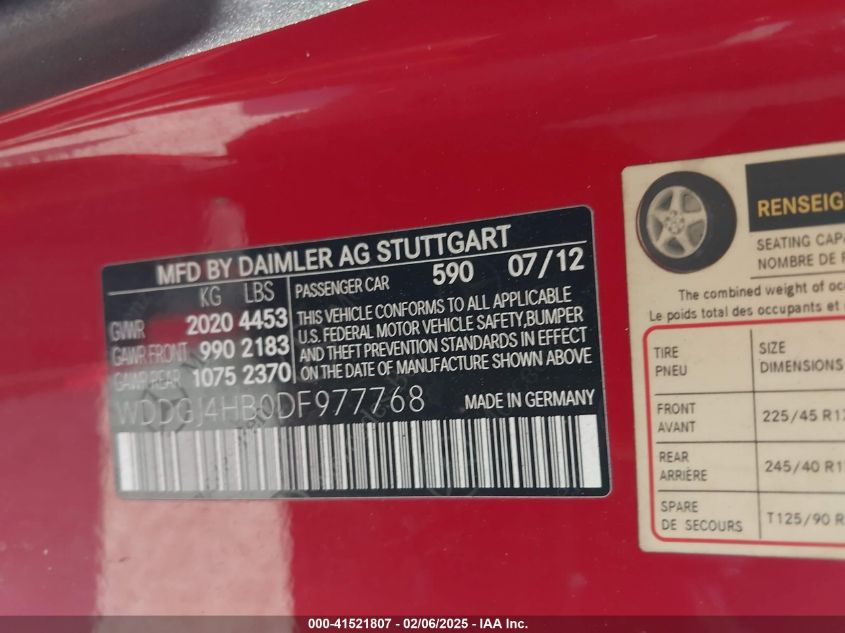 MFD BY DAIMLER AG STUTTGART
KG LBS PASSENGER CAR 590 07/12
GVWR 2020 4453
GAWR FRONT 990 2183
GAWR REAR 1075 2370
THIS VEHICLE CONFORMS TO ALL APPLICABLE
U.S. FEDERAL MOTOR VEHICLE SAFETY,BUMPER
AND THEFT PREVENTION STANDARDS IN EFFECT
ON THE DATE OF MANUFACTURE SHOWN ABOVE
WDDGJ4HB0DF977768 MADE IN GERMANY
RENSEIG
SEATING CAPA
NOMBRE DE P
The combined weight of occ
Le poids total des occupants et
TIRE
PNEU
SIZE
DIMENSIONS
FRONT
AVANT
225/45 R17
REAR
ARRIÈRE
245/40 R1
SPARE
DE SECOURS
T125/90 R
000-41521807 - 02/06/2025 - IAA Inc.